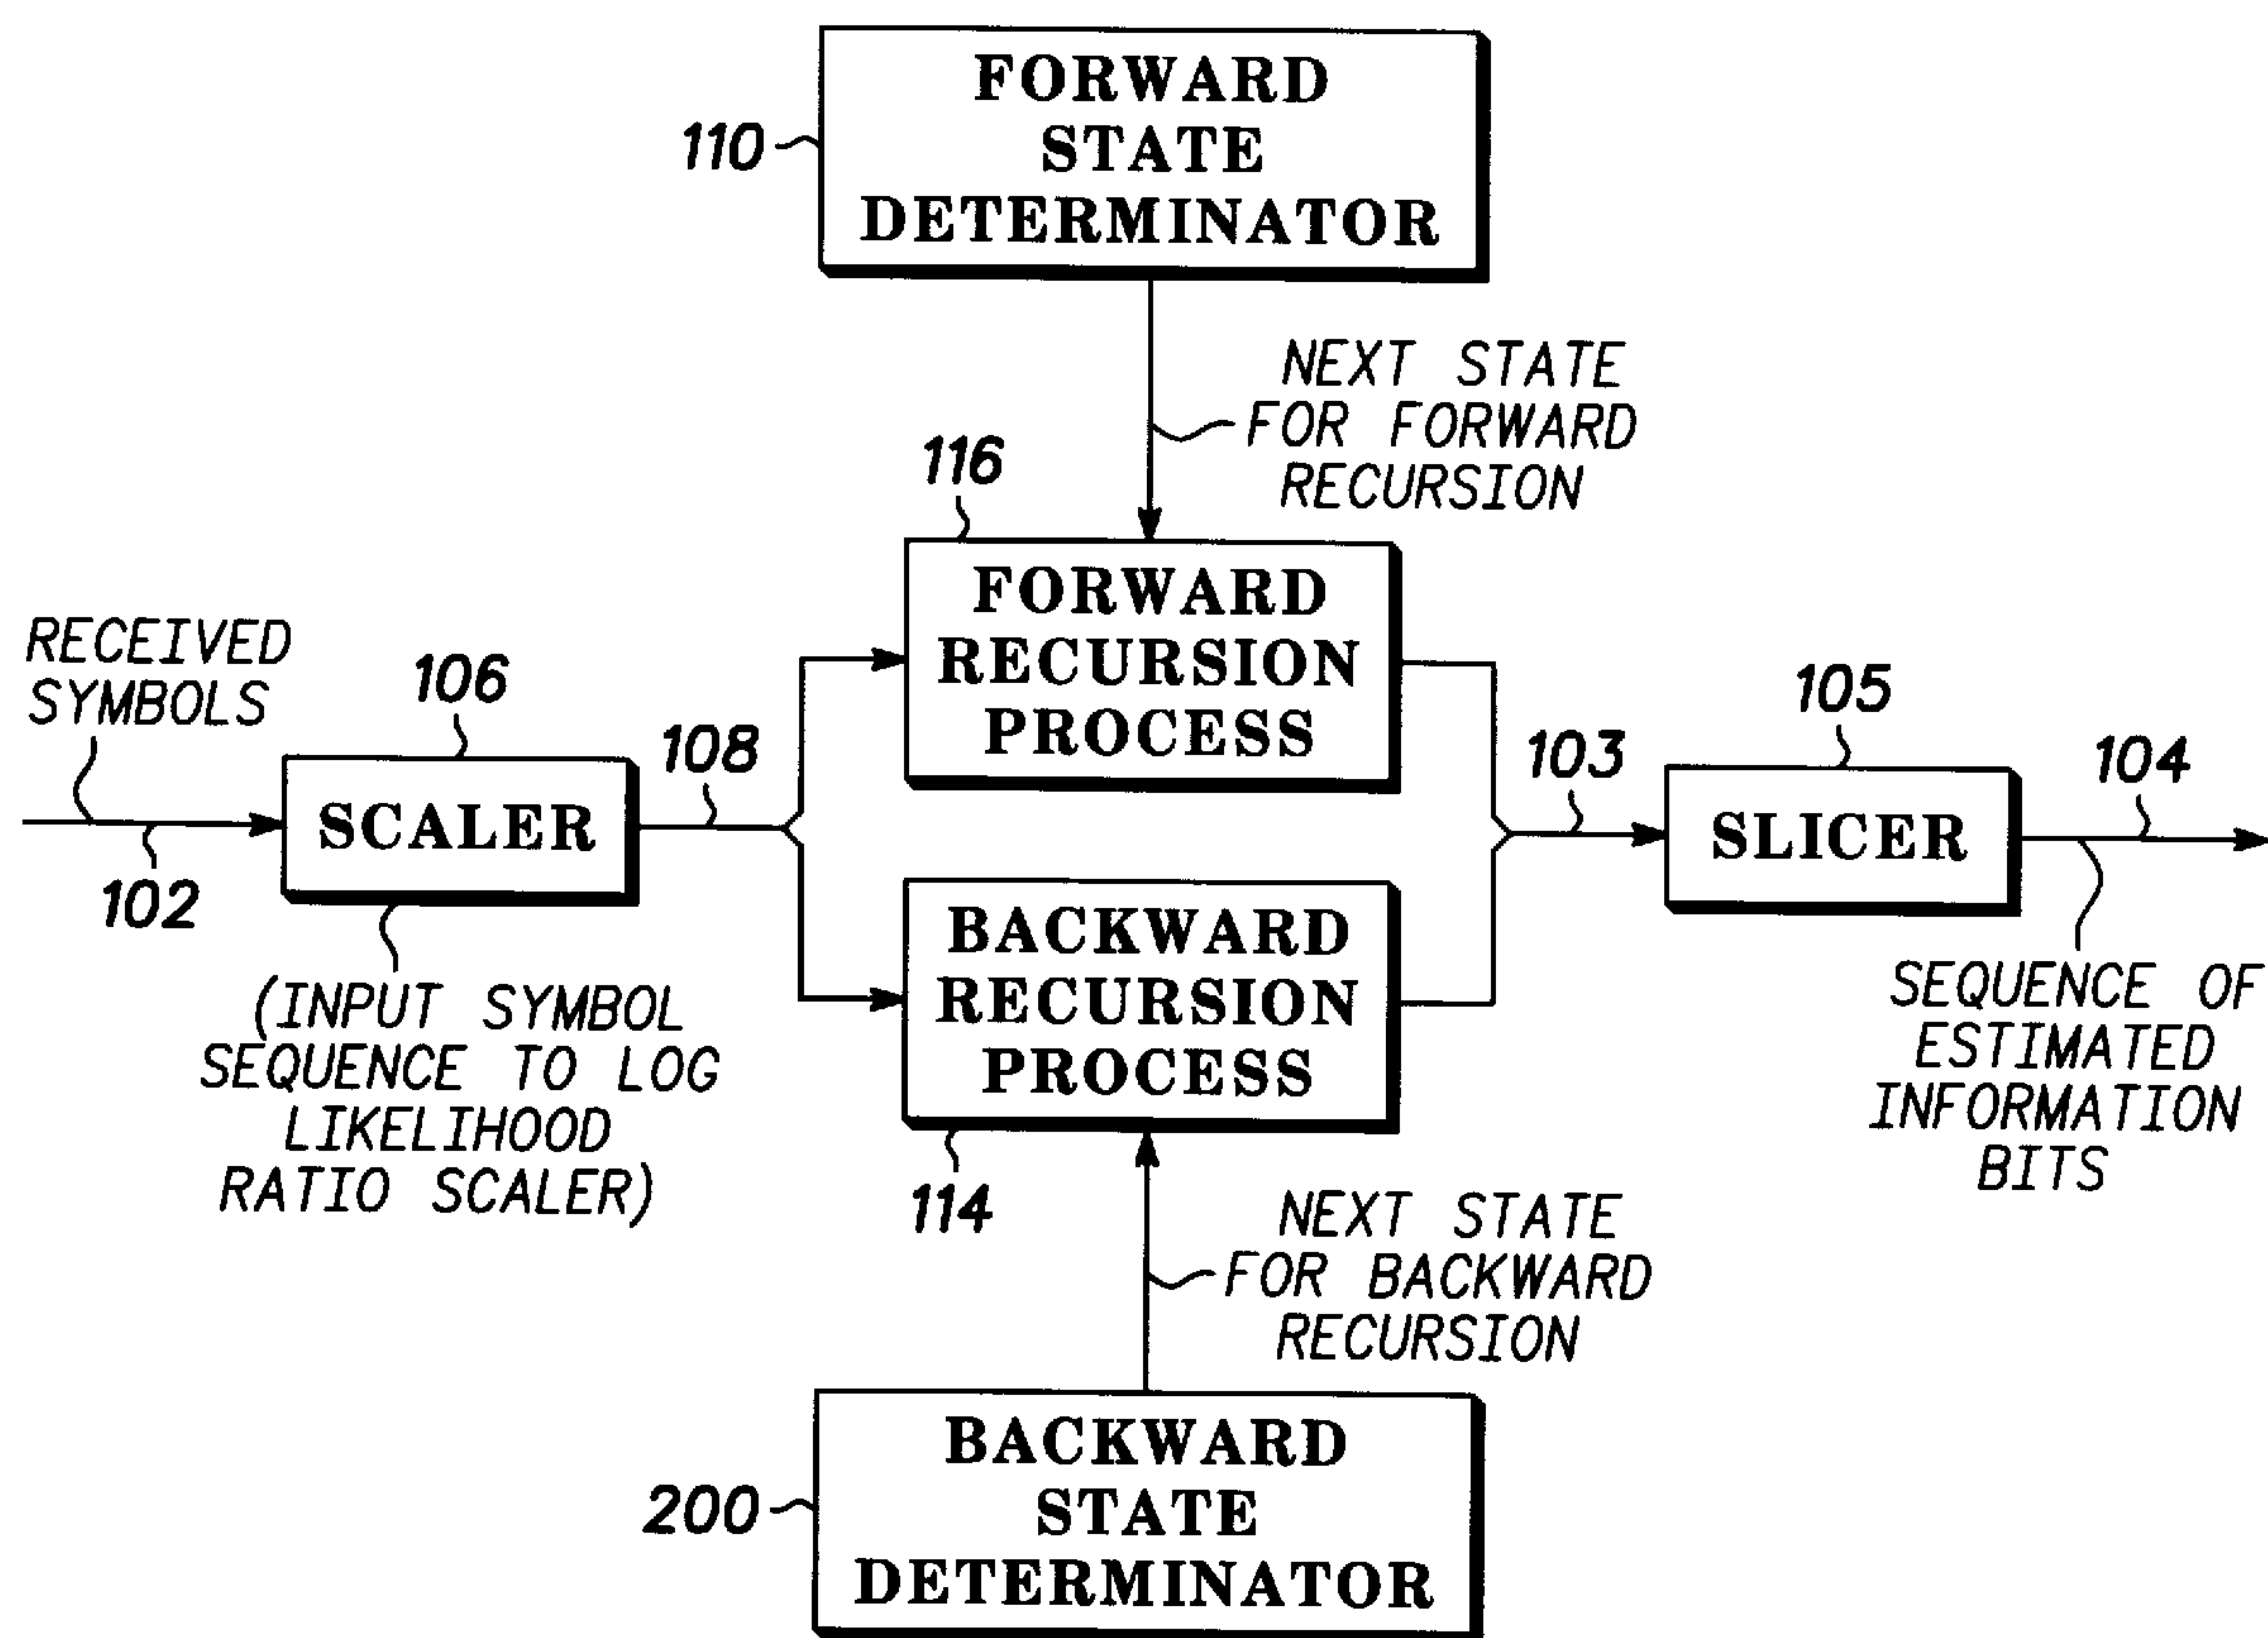 FORWARD
STATE
DETERMINATOR
110
NEXT STATE
FOR FORWARD
RECURSION
116
FORWARD
RECURSION
PROCESS
RECEIVED
SYMBOLS
102
106
SCALER
(INPUT SYMBOL
SEQUENCE TO LOG
LIKELIHOOD
RATIO SCALER)
108
103
105
SLICER
104
SEQUENCE OF
ESTIMATED
INFORMATION
BITS
BACKWARD
RECURSION
PROCESS
114
NEXT STATE
FOR BACKWARD
RECURSION
200
BACKWARD
STATE
DETERMINATOR